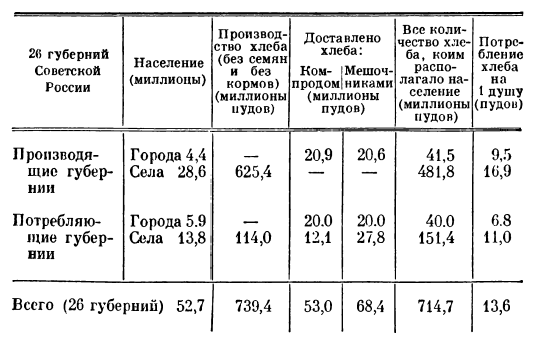 26 губерний Советской России | Население (миллионы) | Производство хлеба (без семян и без кормов) (миллионы пудов) | Доставлено хлеба: Компродом | Мешочниками (миллионы пудов) | Все количество хлеба, коим располагало население (миллионы пудов) | Потребление хлеба на 1 душу (пудов)
Производящие губернии | Города 4,4 | — | 20,9 | 20,6 | 41,5 | 9,5
Села 28,6 | 625,4 | — | — | 481,8 | 16,9
Потребляющие губернии | Города 5.9 | — | 20.0 | 20.0 | 40.0 | 6.8
Села 13,8 | 114,0 | 12,1 | 27,8 | 151,4 | 11,0
Всего (26 губерний) 52,7 | 739,4 | 53,0 | 68,4 | 714,7 | 13,6